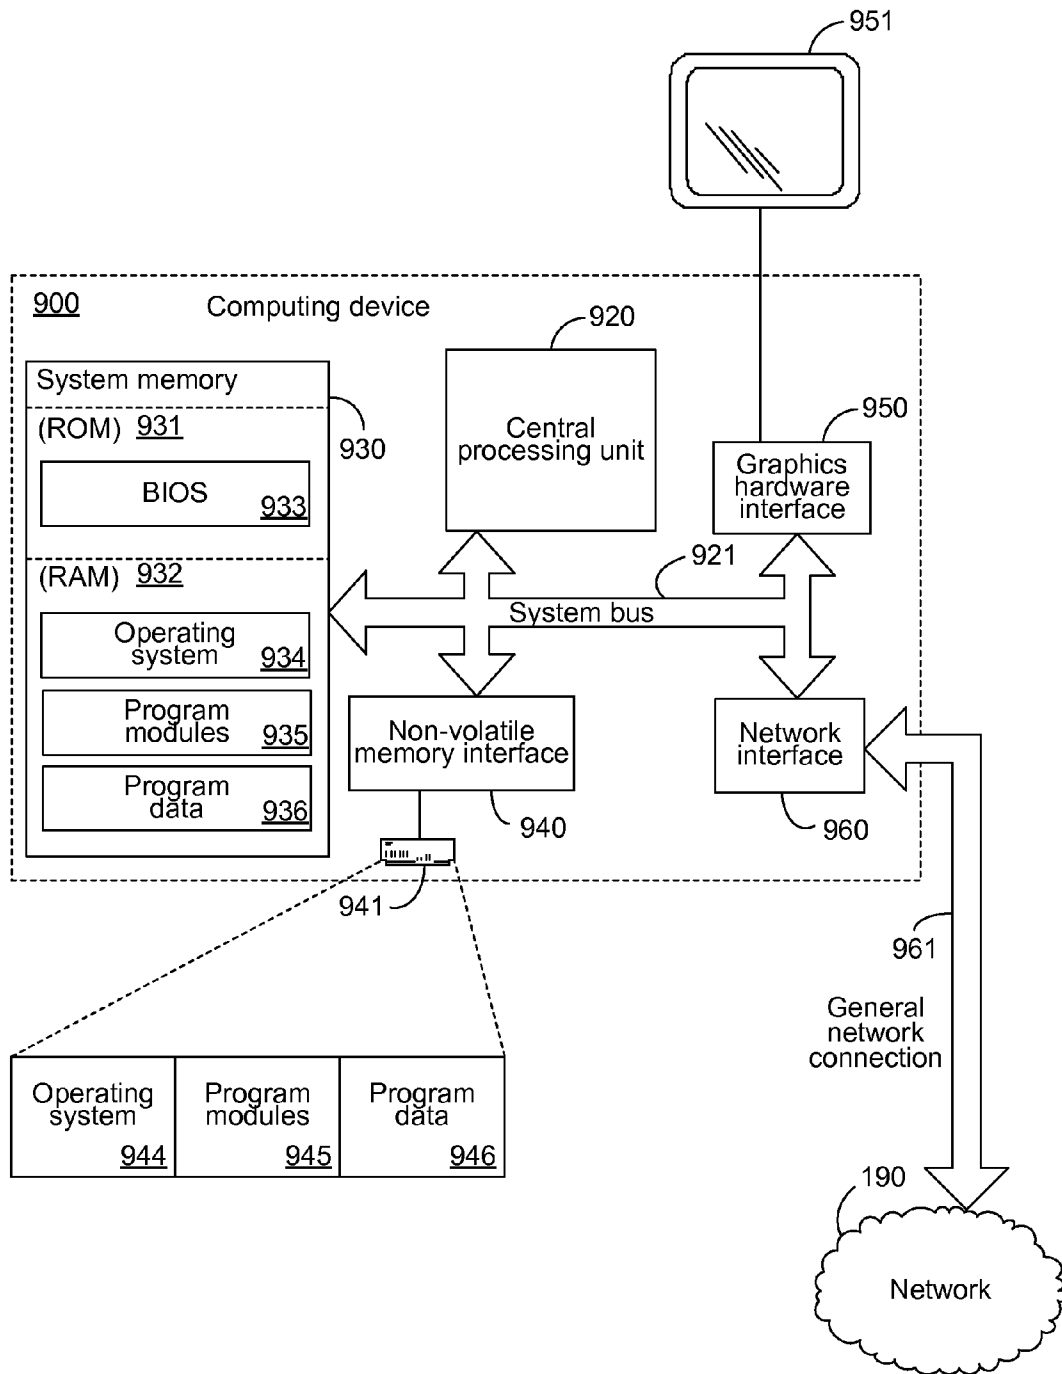 951
900 Computing device
920
System memory
930
(ROM) 931
BIOS 933
Central
processing unit
950
Graphics
hardware
interface
921
(RAM) 932
System bus
Operating
system 934
Program
modules 935
Program
data 936
Non-volatile
memory interface
940
Network
interface
960
941
961
General
network
connection
Operating
system
944
Program
modules
945
Program
data
946
190
Network